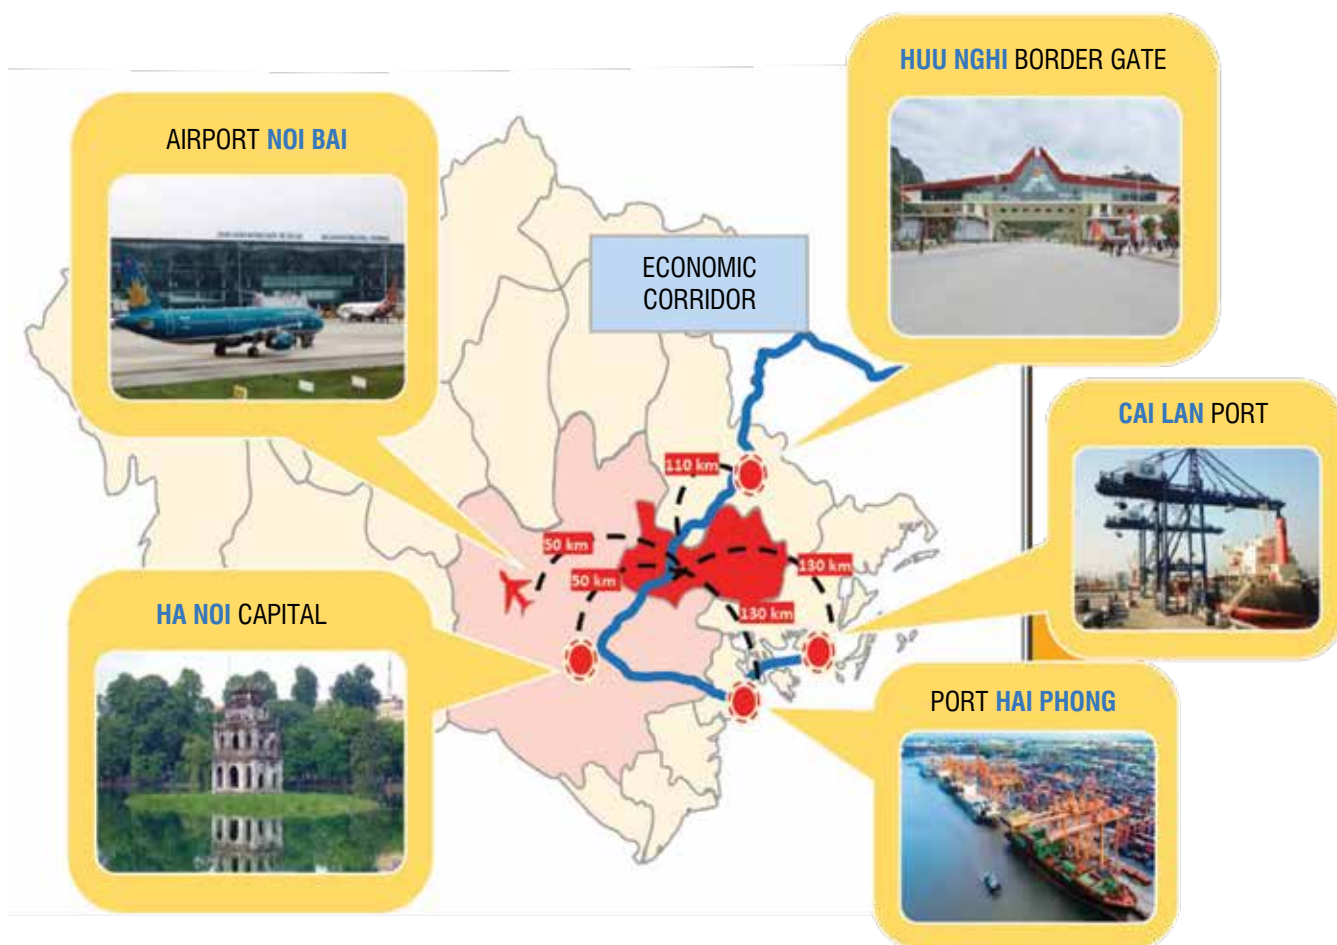 HUU NGHI BORDER GATE
AIRPORT NOI BAI
ECONOMIC
CORRIDOR
CAI LAN PORT
110 km
50 km
130 km
50 km
130 km
HA NOI CAPITAL
PORT HAI PHONG